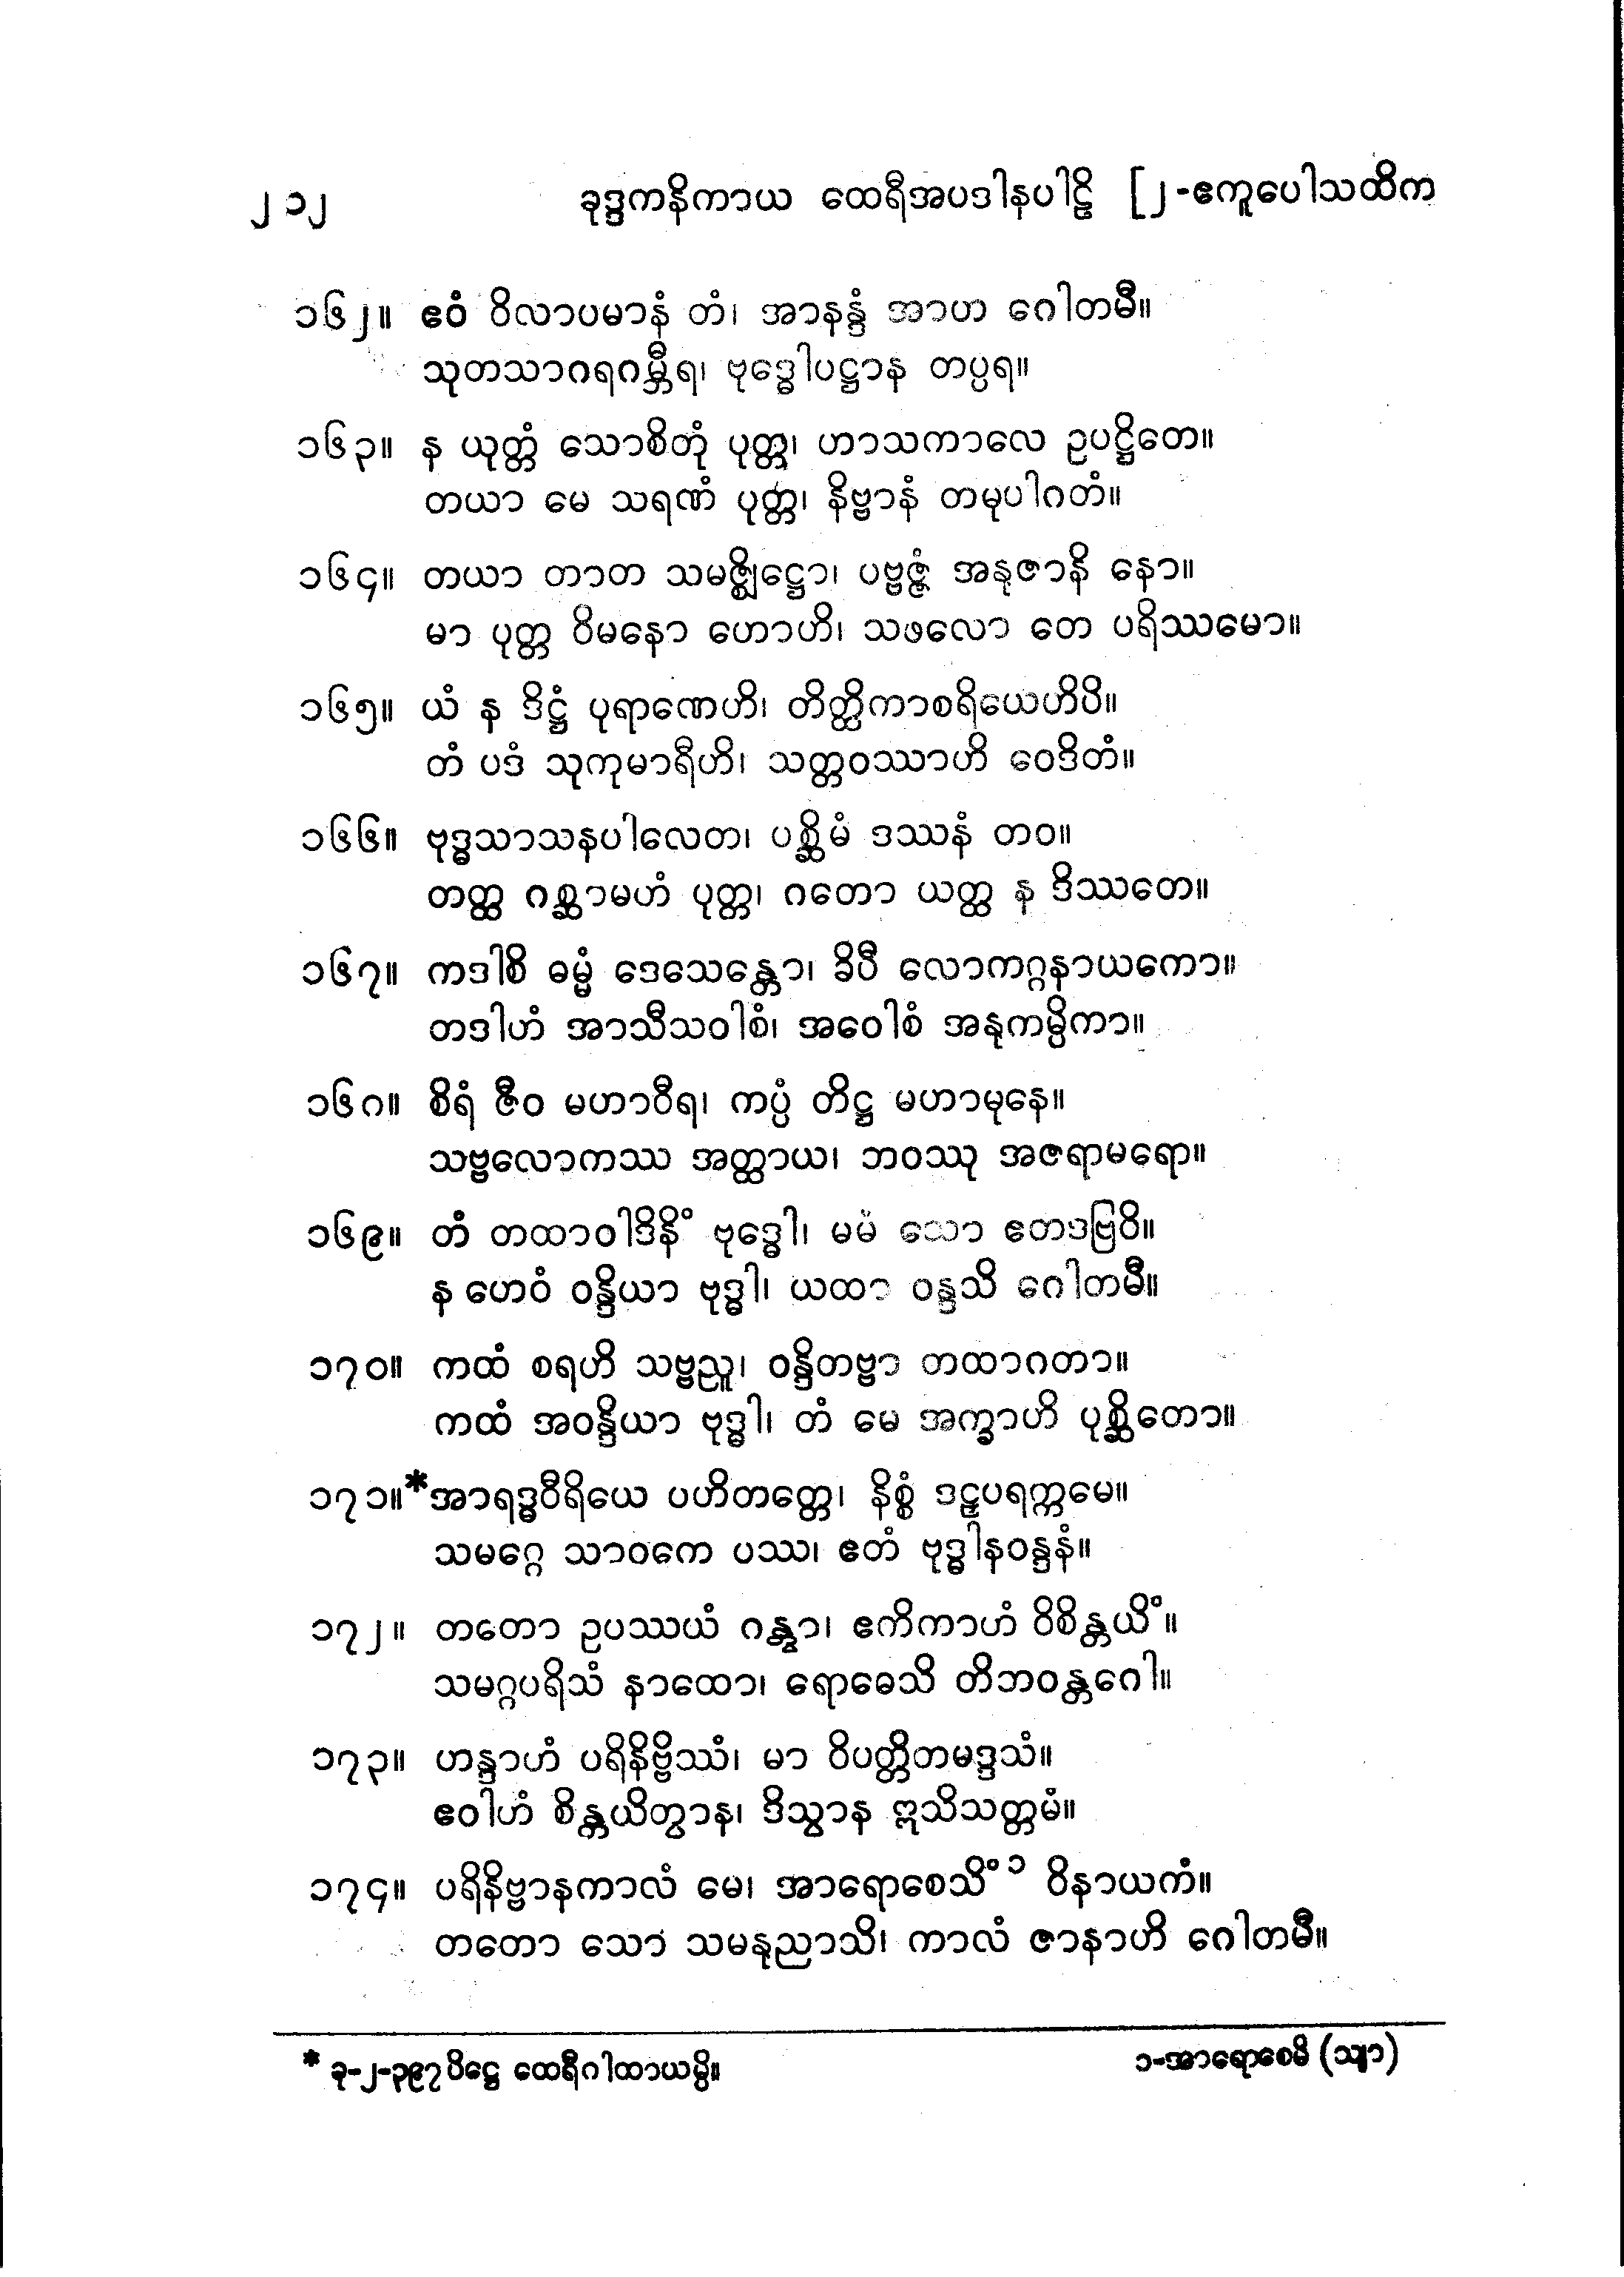 ၂၁၂ ခုဒ္ဒကနိကာယ ထေရီအပဒါနပါဠိ [၂-ဧကူပေါသထိက
၁၆၂။ ဧဝံ ဝိလာပမာနံ တံ၊ အာနန္ဒံ အာဟ ဂေါတမီ။
သုတသာဂရဂမ္ဘီရ၊ ဗုဒ္ဓေါပဋ္ဌာန တပ္ပရ။
၁၆၃။ န ယုတ္တံ သောစိတုံ ပုတ္တ၊ ဟာသကာလေ ဥပဋ္ဌိတေ။
တယာ မေ သရဏံ ပုတ္တ၊ နိဗ္ဗာနံ တမုပါဂတံ။
၁၆၄။ တယာ တာတ သမဇ္ဈိဋ္ဌော၊ ပဗ္ဗဇ္ဇံ အနုဇာနိ နော။
မာ ပုတ္တ ဝိမနော ဟောဟိ၊ သဖလော တေ ပရိဿမော။
၁၆၅။ ယံ န ဒိဋ္ဌံ ပုရာဏေဟိ၊ တိတ္ထိကာစရိယေဟိပိ။
တံ ပဒံ သုကုမာရီဟိ၊ သတ္တဝဿာဟိ ဝေဒိတံ။
၁၆၆။ ဗုဒ္ဓသာသနပါလေတ၊ ပစ္ဆိမံ ဒဿနံ တဝ။
တတ္ထ ဂစ္ဆာမဟံ ပုတ္တ၊ ဂတော ယတ္ထ န ဒိဿတေ။
၁၆၇။ ကဒါစိ ဓမ္မံ ဒေသေန္တော၊ ခိပီ လောကဂ္ဂနာယကော။
တဒါဟံ အာသီသဝါစံ၊ အဝေါစံ အနုကမ္ပိကာ။
၁၆၈။ စိရံ ဇီဝ မဟာဝီရ၊ ကပ္ပံ တိဋ္ဌ မဟာမုနေ။
သဗ္ဗလောကဿ အတ္ထာယ၊ ဘဝဿု အဇရာမရော။
၁၆၉။ တံ တထာဝါဒိနိံ ဗုဒ္ဓေါ၊ မမံ သော ဧတဒဗြဝိ။
န ဟေဝံ ဝန္ဒိယာ ဗုဒ္ဓါ၊ ယထာ ဝန္ဒသိ ဂေါတမီ။
၁၇၀။ ကထံ စရဟိ သဗ္ဗညူ၊ ဝန္ဒိတဗ္ဗာ တထာဂတာ။
ကထံ အဝန္ဒိယာ ဗုဒ္ဓါ၊ တံ မေ အက္ခာဟိ ပုစ္ဆိတော။
၁၇၁။*အာရဒ္ဓဝီရိယေ ပဟိတတ္တေ၊ နိစ္စံ ဒဠှပရက္ကမေ။
သမဂ္ဂေ သာဝကေ ပဿ၊ ဧတံ ဗုဒ္ဓါနဝန္ဒနံ။
၁၇၂။ တတော ဥပဿယံ ဂန္တွာ၊ ဧကိကာဟံ ဝိစိန္တယိံ။
သမဂ္ဂပရိသံ နာထော၊ ရောဓေသိ တိဘဝန္တဂေါ။
၁၇၃။ ဟန္ဒာဟံ ပရိနိဗ္ဗိဿံ၊ မာ ဝိပတ္တိတမဒ္ဒသံ။
ဧဝါဟံ စိန္တယိတွာန၊ ဒိသွာန ဣသိသတ္တမံ။
၁၇၄။ ပရိနိဗ္ဗာနကာလံ မေ၊ အာရောစေသိံ ၁ ဝိနာယကံ။
တတော သော သမနုညာသိ၊ ကာလံ ဇာနာဟိ ဂေါတမီ။
* ခု-၂-၃၉၇ပိဋ္ဌေ ထေရီဂါထာယမ္ပိ။ ၁-အာရောစေမိ (သျာ)